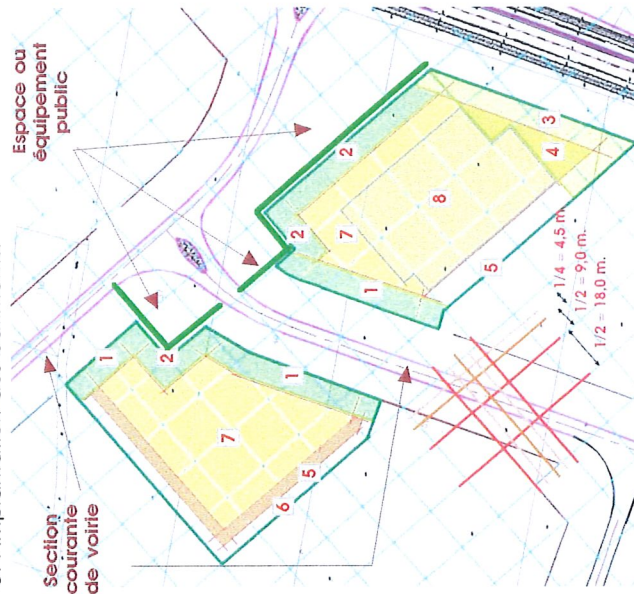 Espace ou
équipement
public
Section
courante
de voirie
1
2
1
7
5
6
2
2
1
7
8
3
4
5
1/4 = 4,5 m.
1/2 = 9,0 m.
1/2 = 18,0 m.